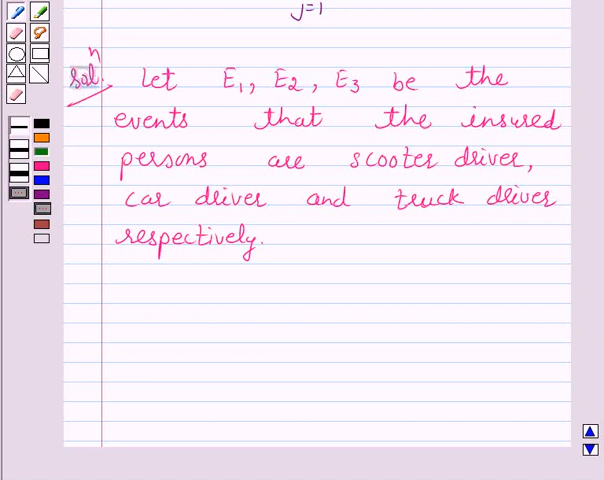 j=1
Solⁿ. Let E₁, E₂, E₃ be the
events that the insured
persons are scooter driver,
car driver and truck driver
respectively.